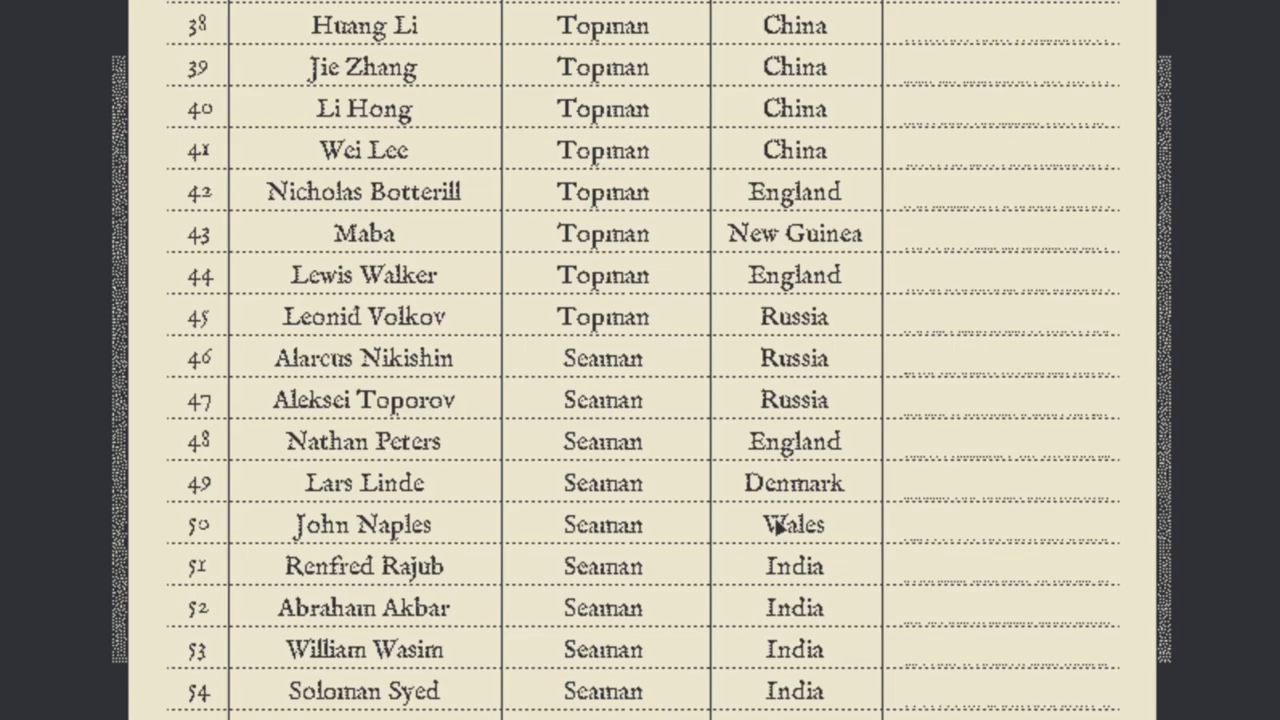 38 Huang Li Topman China
39 Jie Zhang Topman China
40 Li Hong Topman China
41 Wei Lee Topman China
42 Nicholas Botterill Topman England
43 Maba Topman New Guinea
44 Lewis Walker Topman England
45 Leonid Volkov Topman Russia
46 Alarcus Nikishin Seaman Russia
47 Aleksei Toporov Seaman Russia
48 Nathan Peters Seaman England
49 Lars Linde Seaman Denmark
50 John Naples Seaman Wales
51 Renfred Rajub Seaman India
52 Abraham Akbar Seaman India
53 William Wasim Seaman India
54 Soloman Syed Seaman India